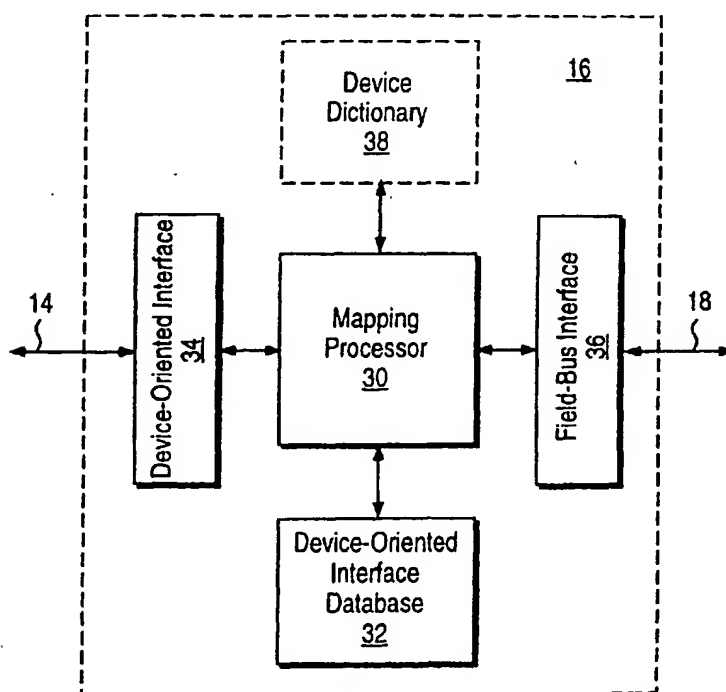 16
Device
Dictionary
38
14
Device-Oriented Interface
34
Mapping
Processor
30
Field-Bus Interface
36
18
Device-Oriented
Interface
Database
32